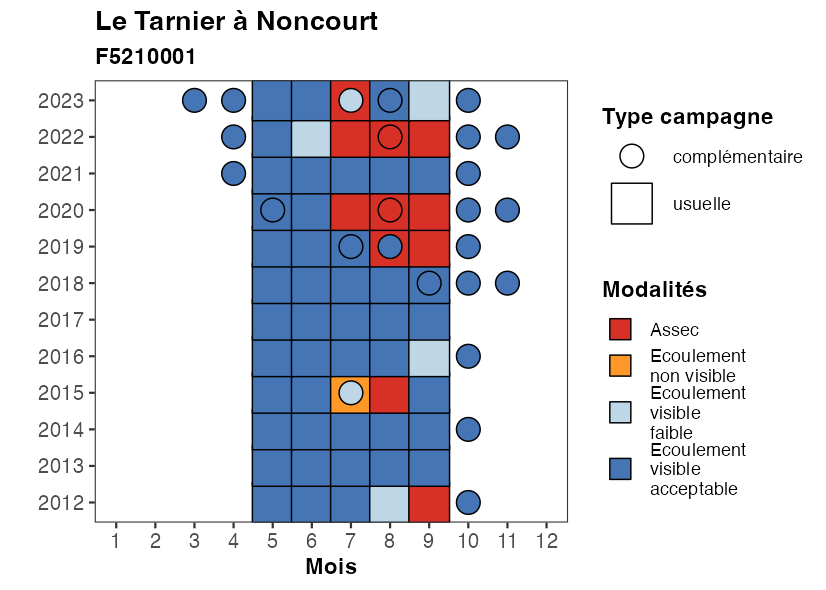 Le Tarnier à Noncourt
F5210001
2023
2022
2021
2020
2019
2018
2017
2016
2015
2014
2013
2012
1 2 3 4 5 6 7 8 9 10 11 12
Mois
Type campagne
complémentaire
usuelle
Modalités
Assec
Ecoulement
non visible
Ecoulement
visible
faible
Ecoulement
visible
acceptable